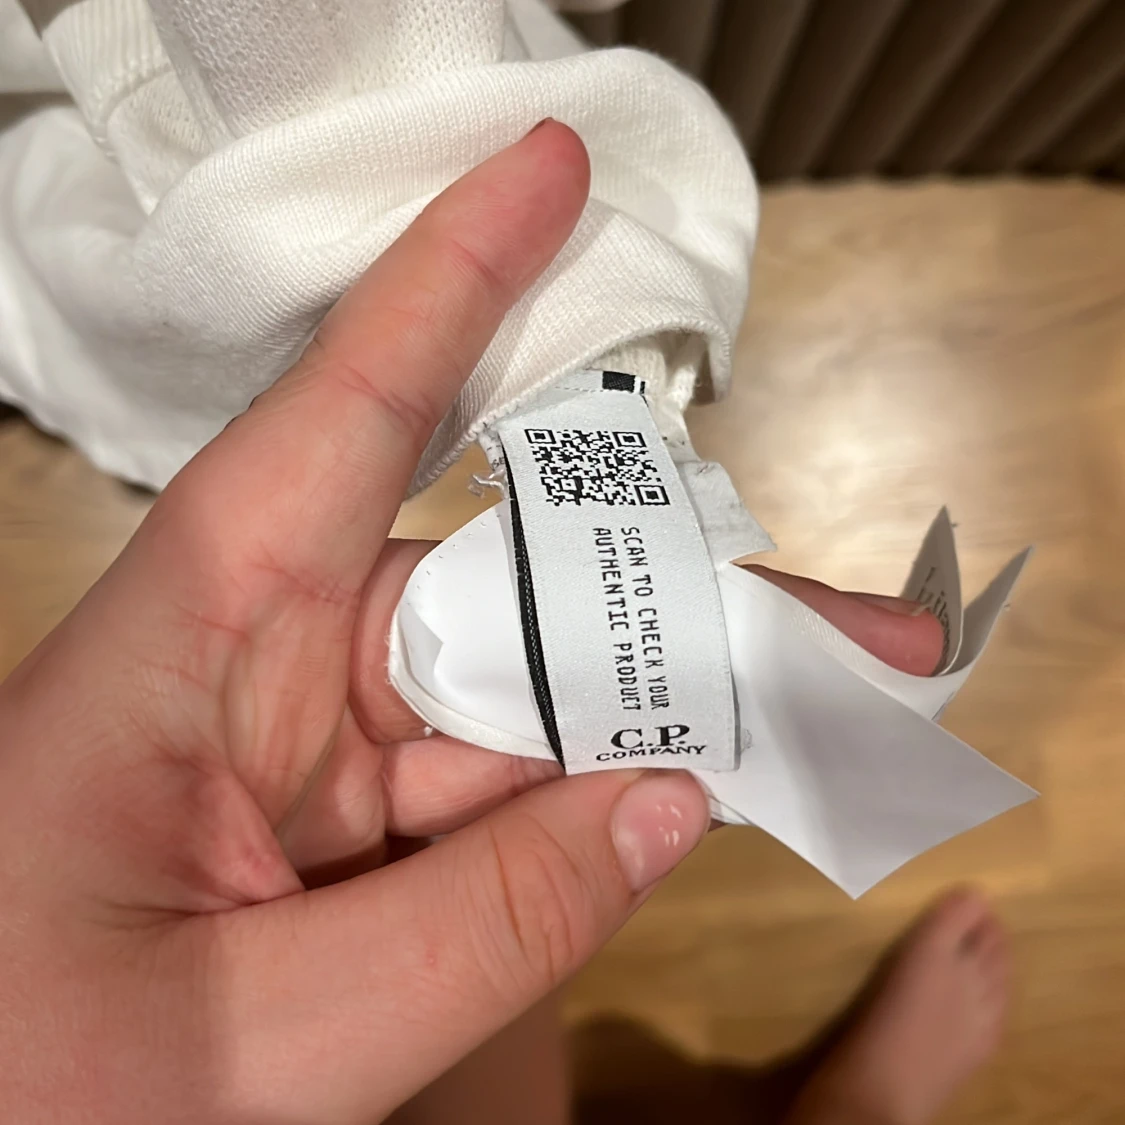 SCAN TO CHECK YOUR
AUTHENTIC PRODUCT
C.P.
COMPANY